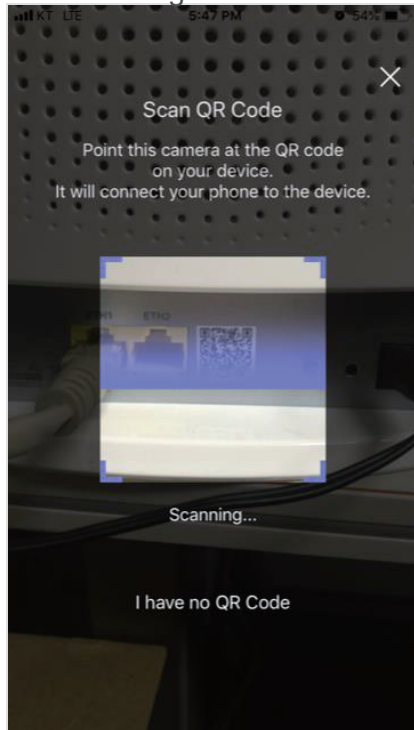 KT LTE
5:47 PM
54%
Scan QR Code
Point this camera at the QR code
on your device.
It will connect your phone to the device.
ETH2
Scanning...
I have no QR Code